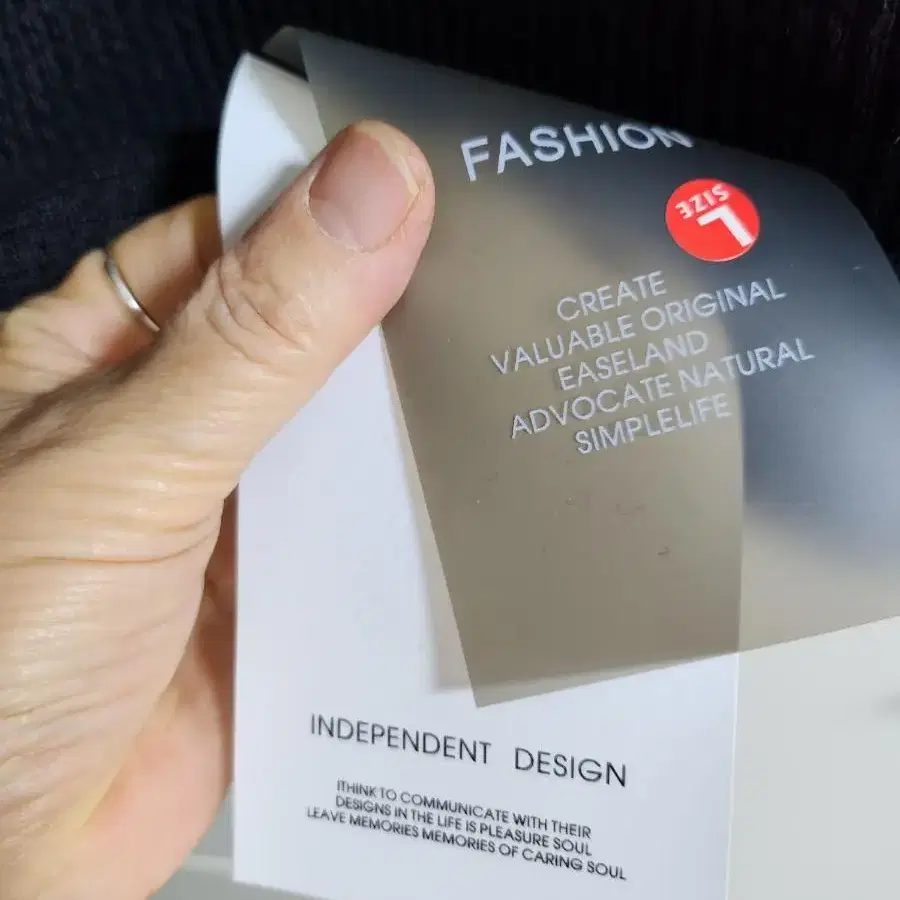 FASHION
SIZE
L
CREATE
VALUABLE ORIGINAL
EASELAND
ADVOCATE NATURAL
SIMPLELIFE
INDEPENDENT DESIGN
ITHINK TO COMMUNICATE WITH THEIR
DESIGNS IN THE LIFE IS PLEASURE SOUL
LEAVE MEMORIES MEMORIES OF CARING SOUL